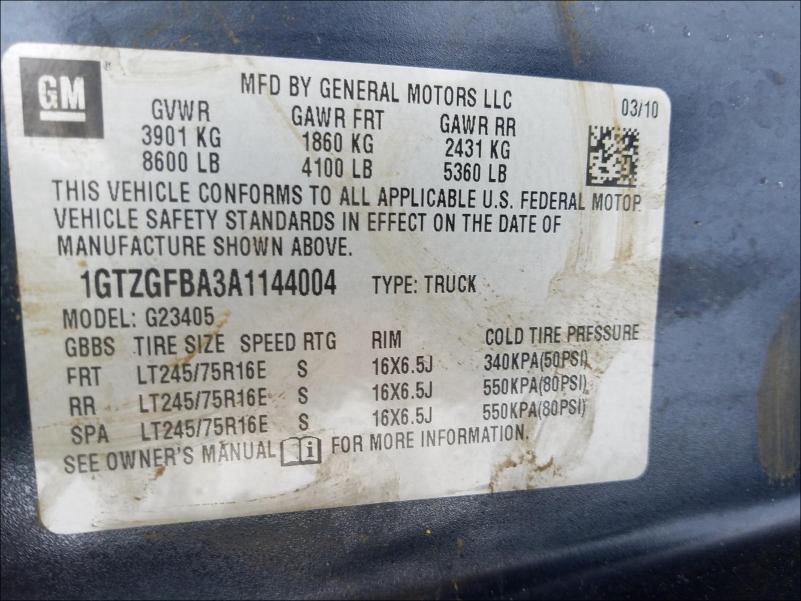 GM
MFD BY GENERAL MOTORS LLC
03/10
GVWR GAWR FRT GAWR RR
3901 KG 1860 KG 2431 KG
8600 LB 4100 LB 5360 LB
THIS VEHICLE CONFORMS TO ALL APPLICABLE U.S. FEDERAL MOTOR
VEHICLE SAFETY STANDARDS IN EFFECT ON THE DATE OF
MANUFACTURE SHOWN ABOVE.
1GTZGFBA3A1144004 TYPE: TRUCK
MODEL: G23405
GBBS TIRE SIZE SPEED RTG RIM COLD TIRE PRESSURE
FRT LT245/75R16E S 16X6.5J 340KPA(50PSI)
RR LT245/75R16E S 16X6.5J 550KPA(80PSI)
SPA LT245/75R16E S 16X6.5J 550KPA(80PSI)
SEE OWNER'S MANUAL i FOR MORE INFORMATION.